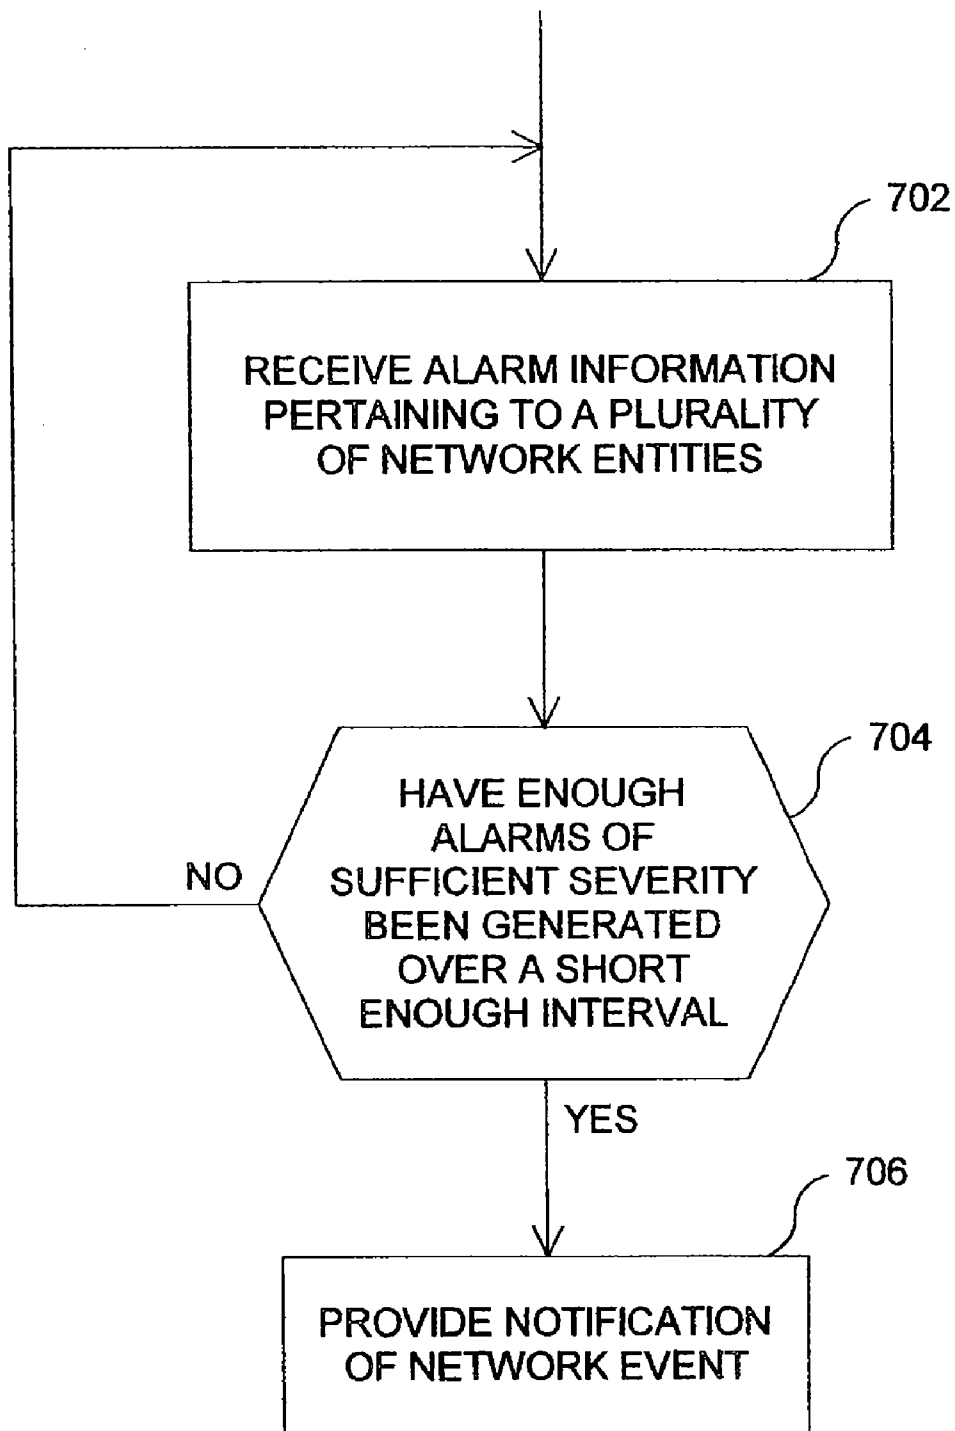 702
RECEIVE ALARM INFORMATION
PERTAINING TO A PLURALITY
OF NETWORK ENTITIES
704
HAVE ENOUGH
ALARMS OF
SUFFICIENT SEVERITY
BEEN GENERATED
OVER A SHORT
ENOUGH INTERVAL
NO
YES
706
PROVIDE NOTIFICATION
OF NETWORK EVENT